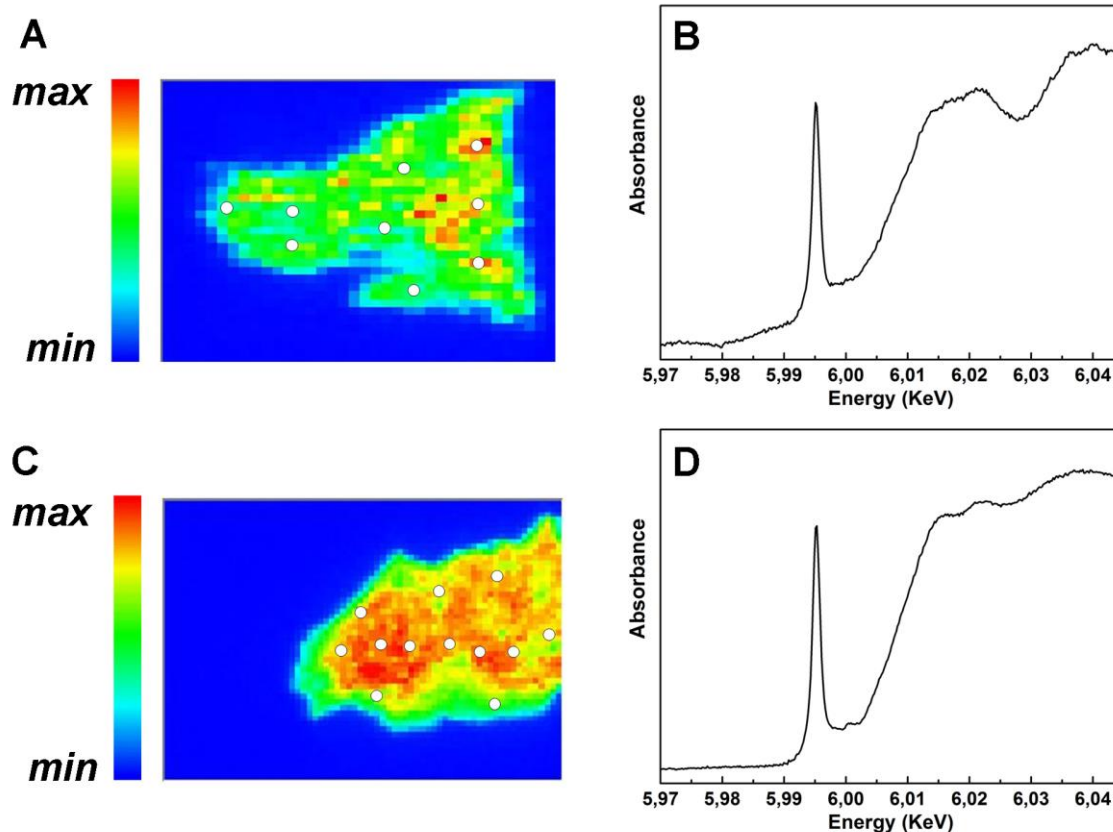 A
max
min
B
Absorbance
5,97 5,98 5,99 6,00 6,01 6,02 6,03 6,04
Energy (KeV)
C
max
min
D
Absorbance
5,97 5,98 5,99 6,00 6,01 6,02 6,03 6,04
Energy (KeV)